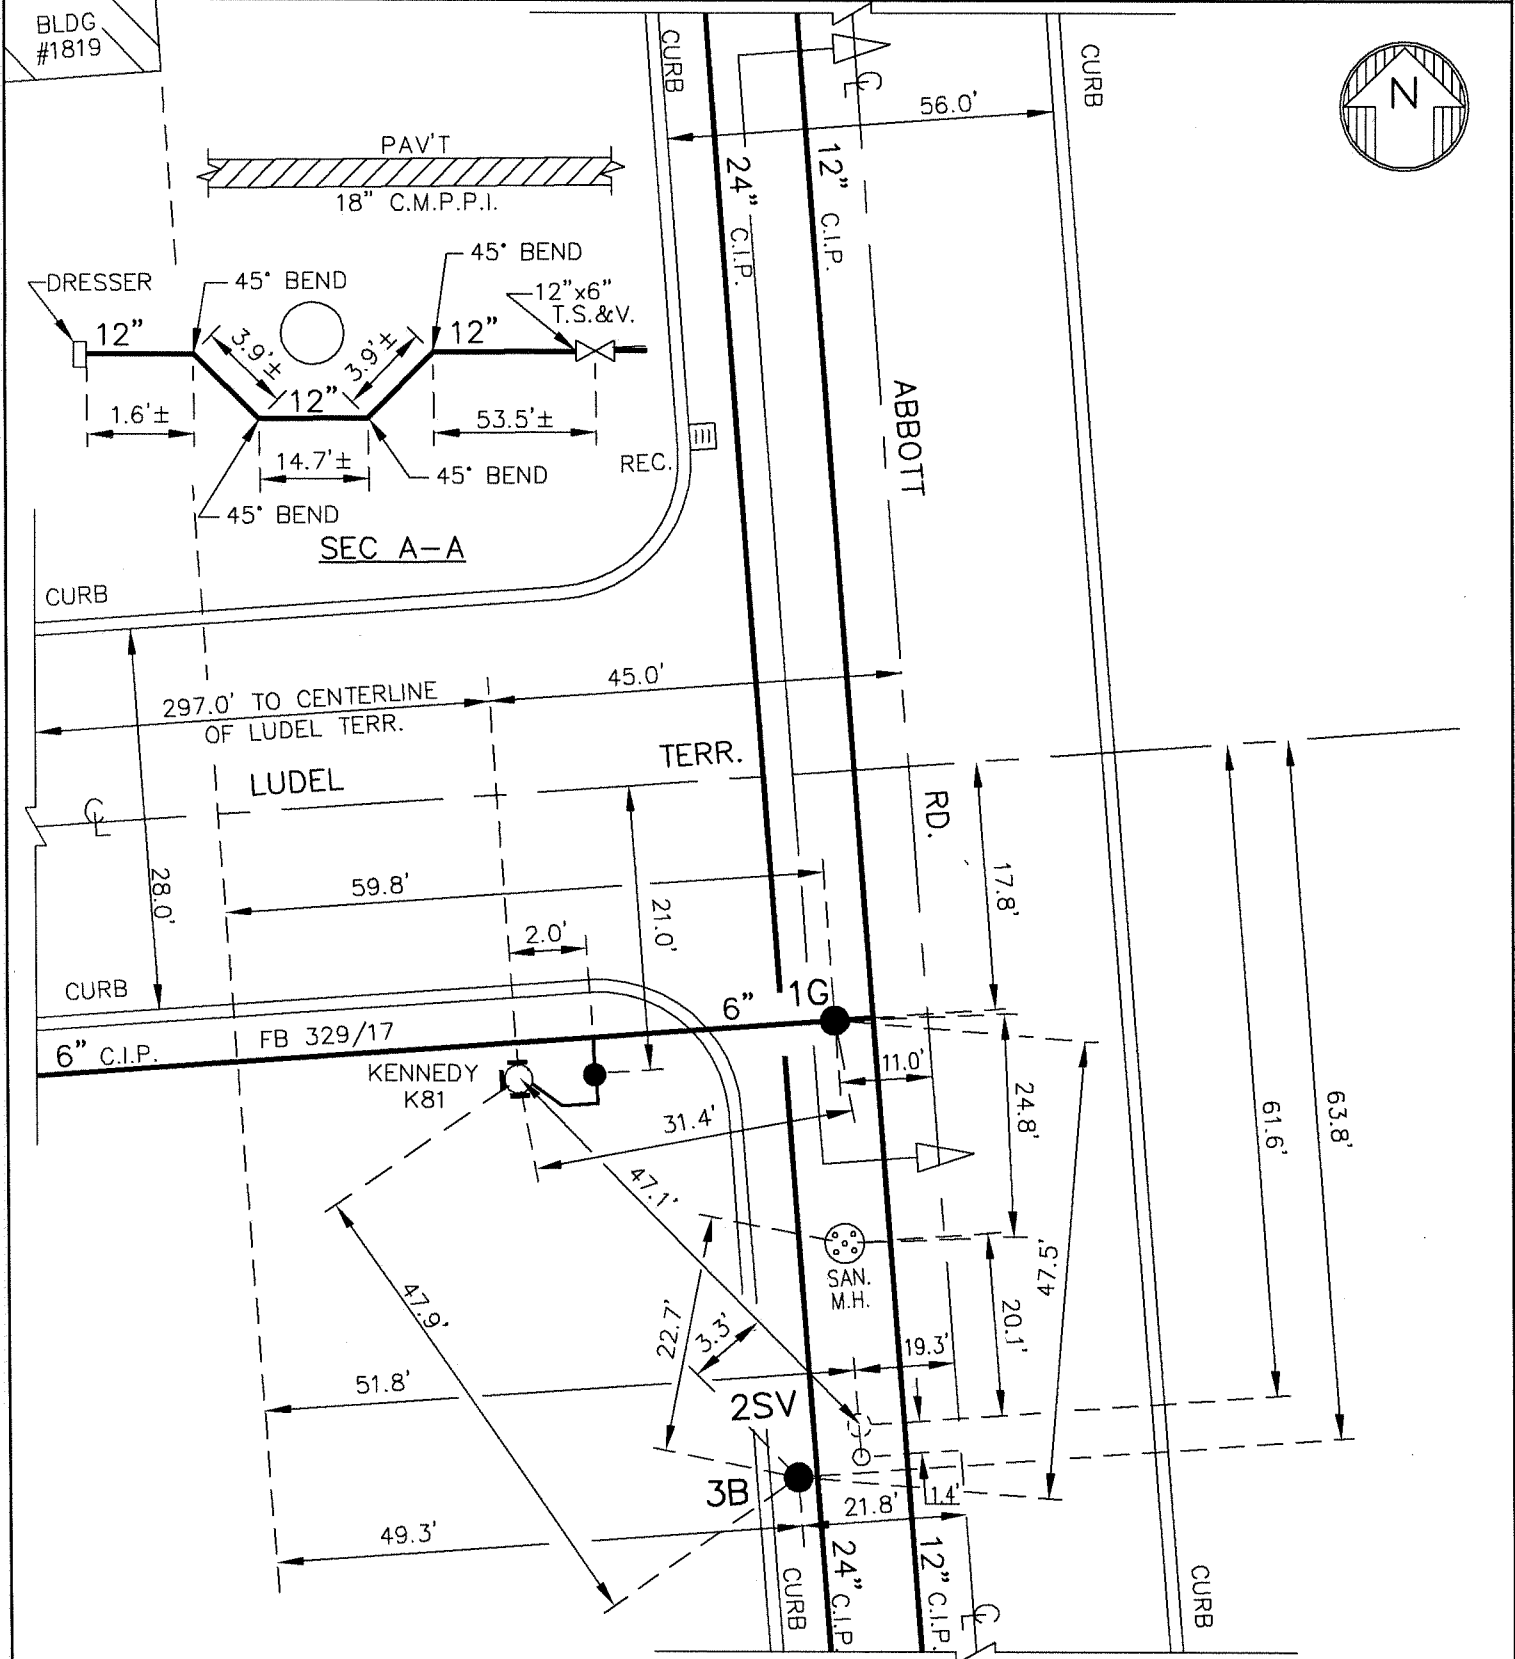 BLDG
#1819
CURB
CURB
N
56.0'
C
L
PAV'T
18" C.M.P.P.I.
24" C.I.P.
12" C.I.P.
45° BEND
DRESSER
45° BEND
12"x6"
T.S.&V.
12"
3.9'±
3.9'±
12"
12"
1.6'±
53.5'±
14.7'±
45° BEND
45° BEND
SEC A-A
REC.
ABBOTT
CURB
297.0' TO CENTERLINE
OF LUDEL TERR.
45.0'
LUDEL
TERR.
RD.
C
L
28.0'
59.8'
21.0'
17.8'
2.0'
CURB
6" C.I.P.
FB 329/17
6"
1G
KENNEDY
K81
31.4'
11.0'
24.8'
61.6'
63.8'
47.1'
SAN.
M.H.
47.5'
47.9'
22.7'
3.3'
20.1'
19.3'
51.8'
2SV
3B
21.8'
1.4'
49.3'
CURB
24" C.I.P.
12" C.I.P.
C
L
CURB